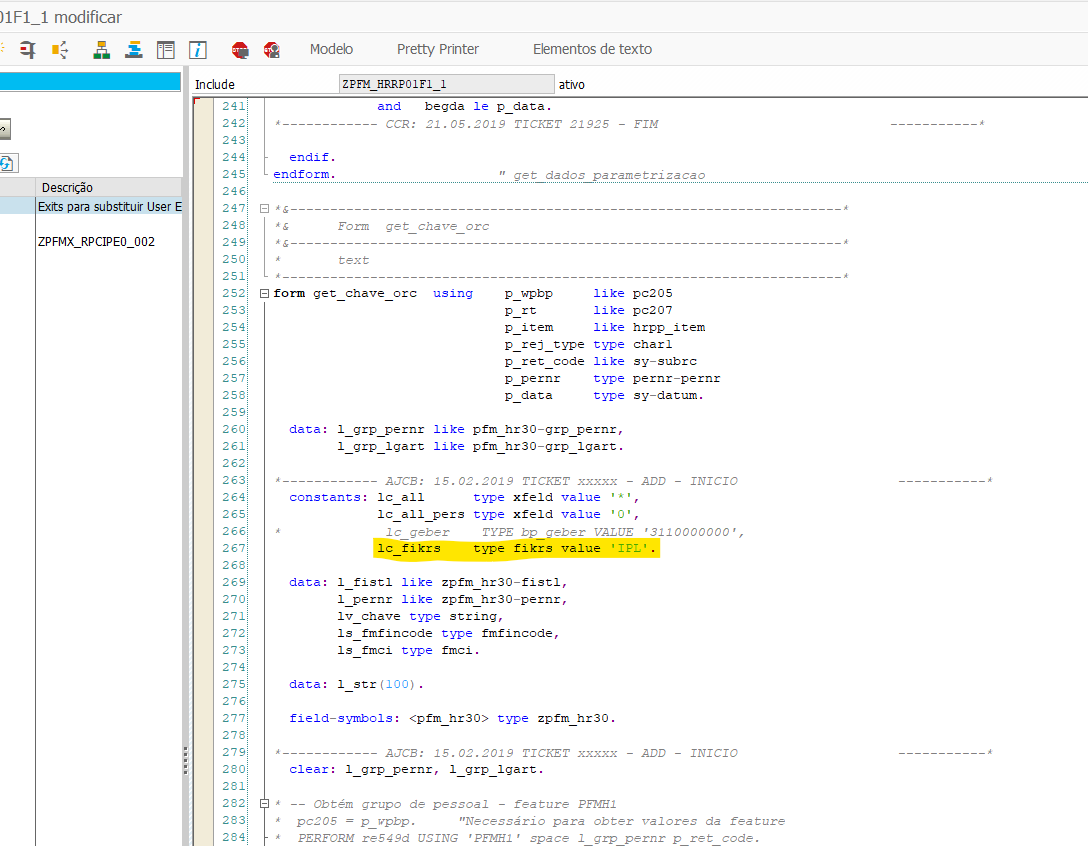 01F1_1 modificar
Modelo Pretty Printer Elementos de texto
Include ZPFM_HRRP01F1_1 ativo
Descrição
Exits para substituir User E
ZPFMX_RPCIPE0_002
241 and begda le p_data.
242 *------------ CCR: 21.05.2019 TICKET 21925 - FIM -----------*
243
244 endif.
245 endform. " get_dados_parametrizacao
246
247 *&---------------------------------------------------------------------*
248 *& Form get_chave_orc
249 *&---------------------------------------------------------------------*
250 * text
251 *----------------------------------------------------------------------*
252 form get_chave_orc using p_wpbp like pc205
253 p_rt like pc207
254 p_item like hrpp_item
255 p_rej_type type char1
256 p_ret_code like sy-subrc
257 p_pernr type pernr-pernr
258 p_data type sy-datum.
259
260 data: l_grp_pernr like pfm_hr30-grp_pernr,
261 l_grp_lgart like pfm_hr30-grp_lgart.
262
263 *------------ AJCB: 15.02.2019 TICKET xxxxx - ADD - INICIO -----------*
264 constants: lc_all type xfeld value '*',
265 lc_all_pers type xfeld value '0',
266 * lc_geber TYPE bp_geber VALUE '3110000000',
267 lc_fikrs type fikrs value 'IPL'.
268
269 data: l_fistl like zpfm_hr30-fistl,
270 l_pernr like zpfm_hr30-pernr,
271 lv_chave type string,
272 ls_fmfincode type fmfincode,
273 ls_fmci type fmci.
274
275 data: l_str(100).
276
277 field-symbols: <pfm_hr30> type zpfm_hr30.
278
279 *------------ AJCB: 15.02.2019 TICKET xxxxx - ADD - INICIO -----------*
280 clear: l_grp_pernr, l_grp_lgart.
281
282 * -- Obtém grupo de pessoal - feature PFMH1
283 * pc205 = p_wpbp. "Necessário para obter valores da feature
284 * PERFORM re549d USING 'PFMH1' space l_grp_pernr p_ret_code.